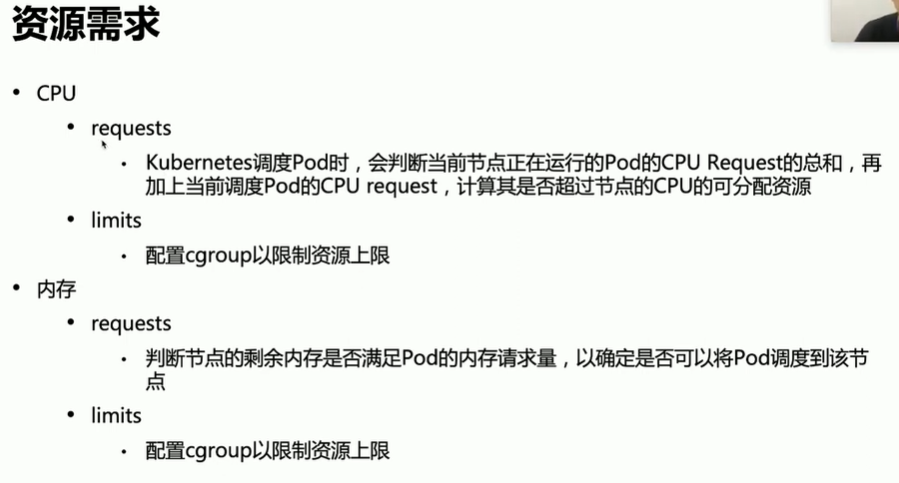 资源需求
• CPU
• requests
• Kubernetes调度Pod时，会判断当前节点正在运行的Pod的CPU Request的总和，再
加上当前调度Pod的CPU request，计算其是否超过节点的CPU的可分配资源
• limits
• 配置cgroup以限制资源上限
• 内存
• requests
• 判断节点的剩余内存是否满足Pod的内存请求量，以确定是否可以将Pod调度到该节
点
• limits
• 配置cgroup以限制资源上限